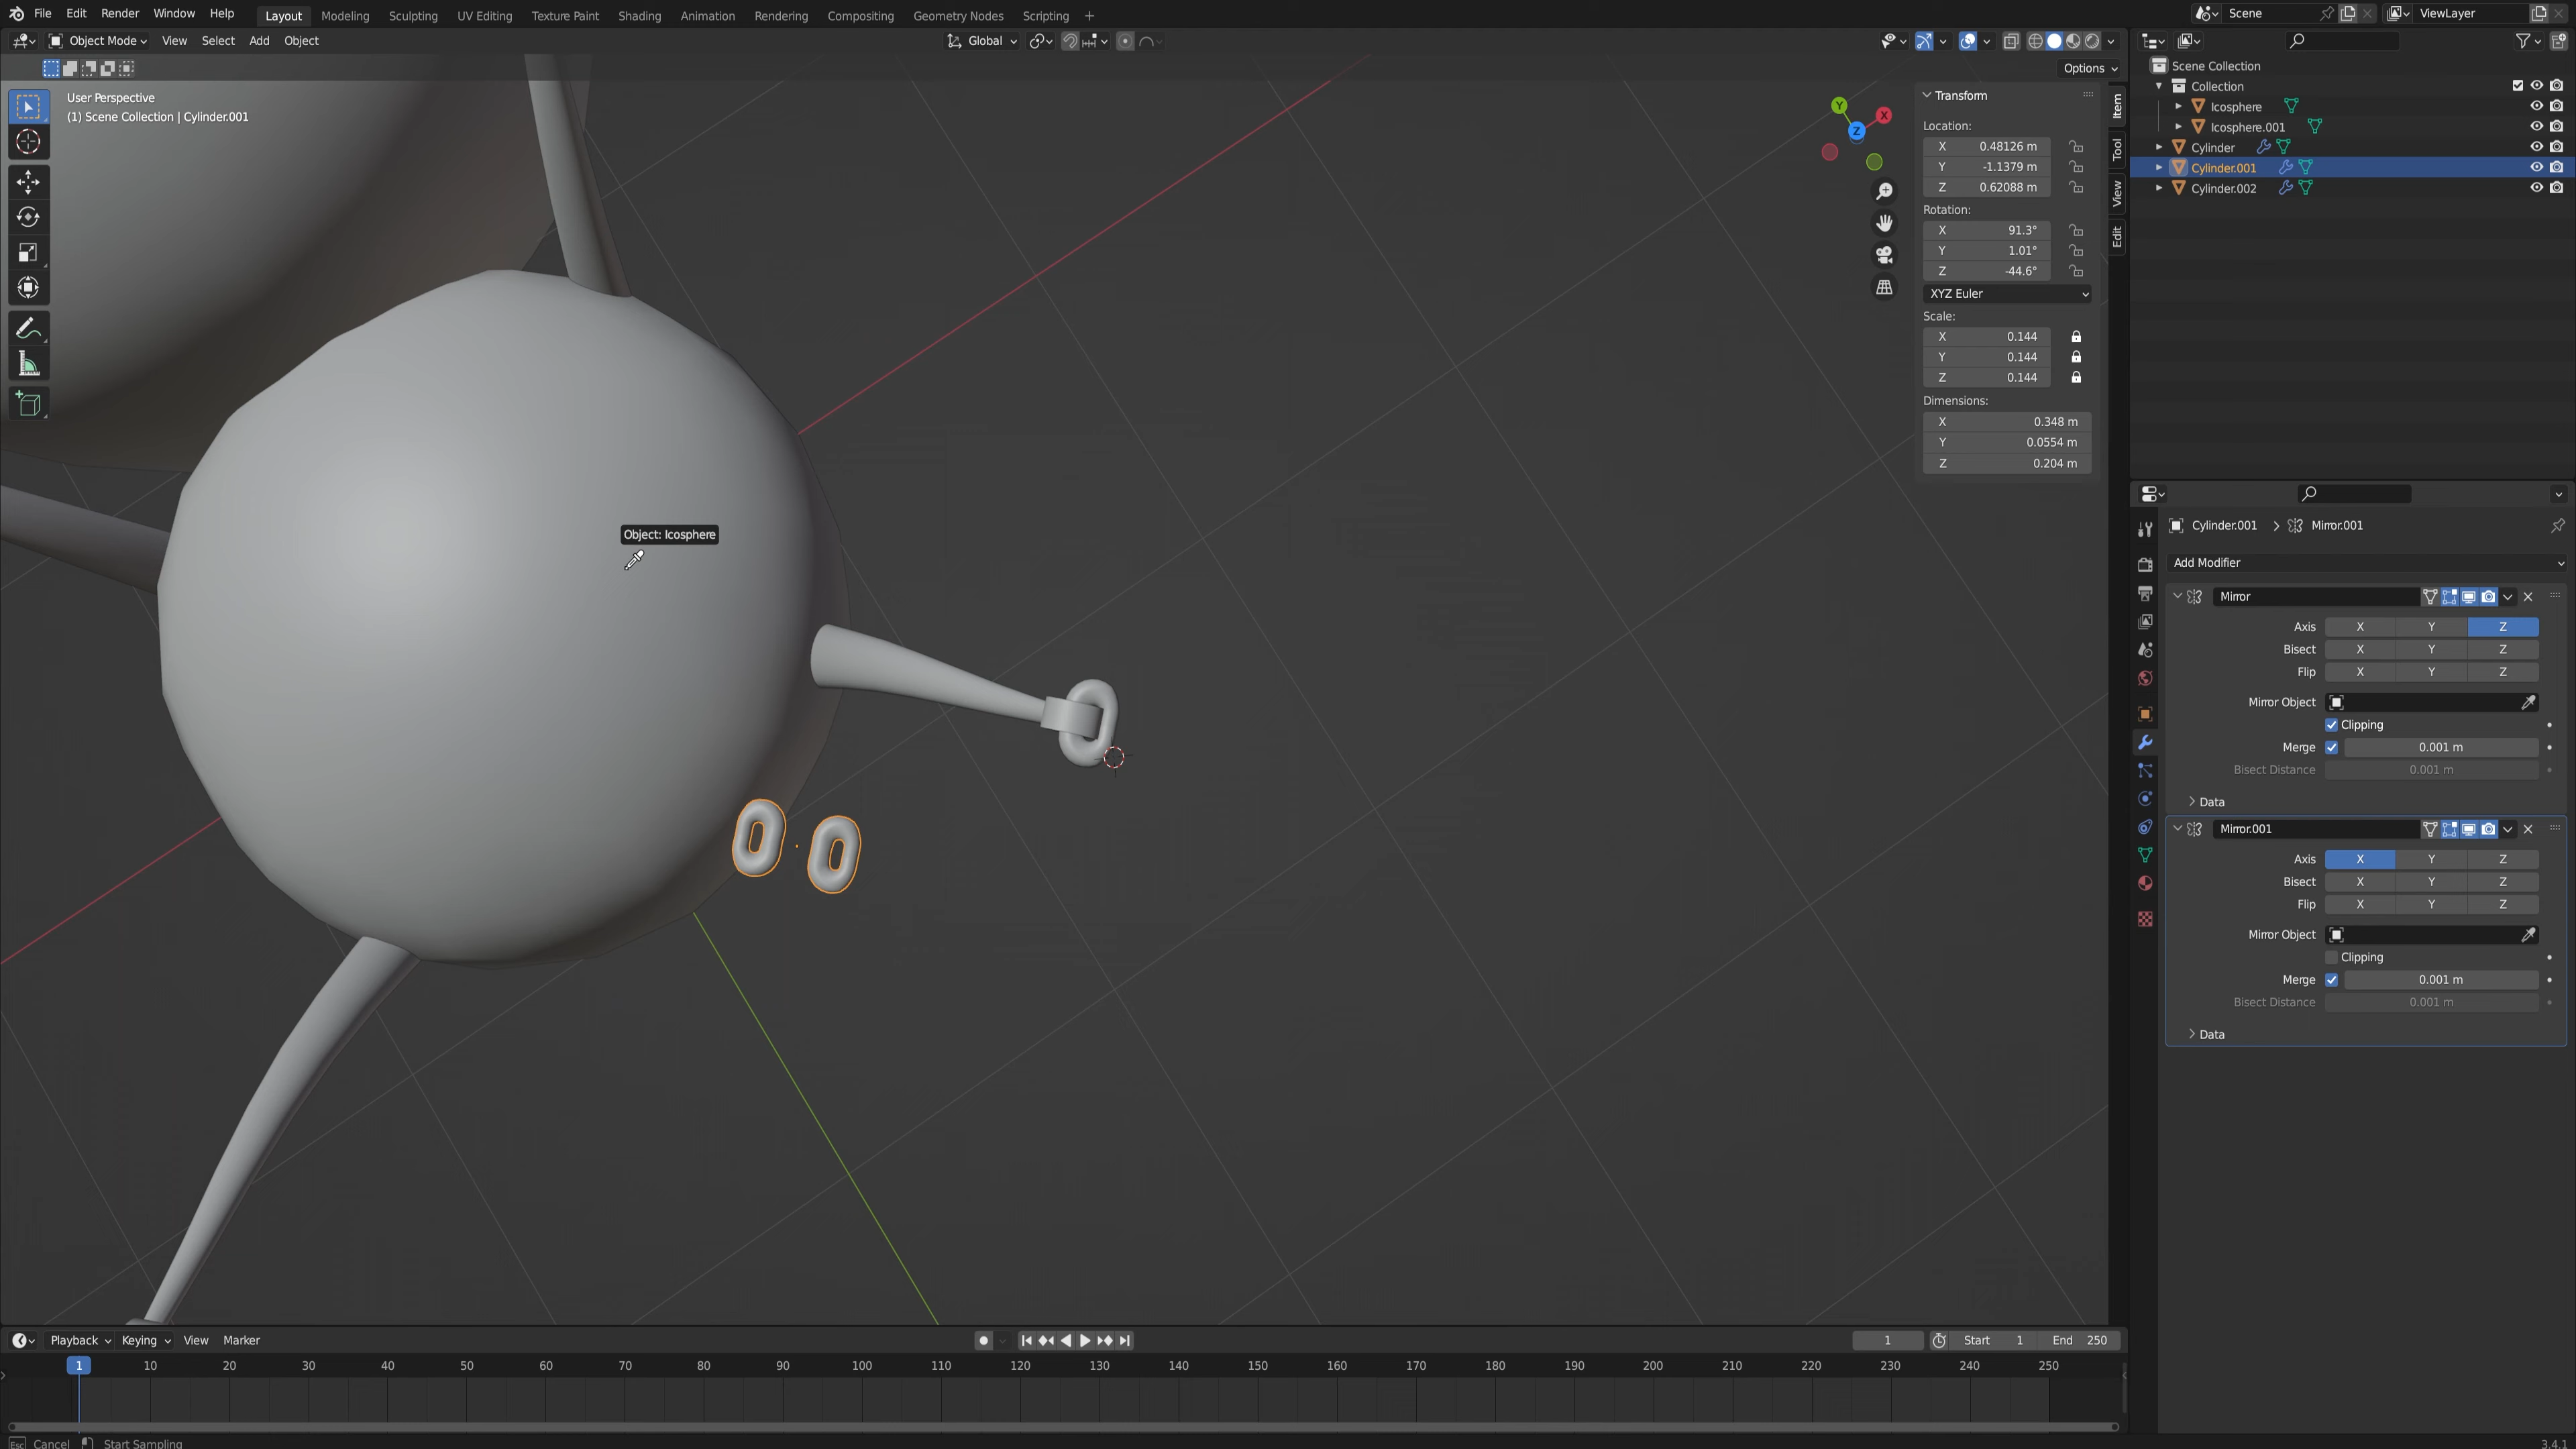 File Edit Render Window Help Layout Modeling Sculpting UV Editing Texture Paint Shading Animation Rendering Compositing Geometry Nodes Scripting + Scene ViewLayer
Object Mode View Select Add Object Global
Options
User Perspective
(1) Scene Collection | Cylinder.001
Object: Icosphere
Y
X
Z
Transform
Location:
X 0.48126 m
Y -1.1379 m
Z 0.62088 m
Rotation:
X 91.3°
Y 1.01°
Z -44.6°
XYZ Euler
Scale:
X 0.144
Y 0.144
Z 0.144
Dimensions:
X 0.348 m
Y 0.0554 m
Z 0.204 m
Item
Tool
View
Edit
Scene Collection
Collection
Icosphere
Icosphere.001
Cylinder
Cylinder.001
Cylinder.002
Cylinder.001 > Mirror.001
Add Modifier
Mirror
Axis X Y Z
Bisect X Y Z
Flip X Y Z
Mirror Object
Clipping
Merge 0.001 m
Bisect Distance 0.001 m
Data
Mirror.001
Axis X Y Z
Bisect X Y Z
Flip X Y Z
Mirror Object
Clipping
Merge 0.001 m
Bisect Distance 0.001 m
Data
Playback Keying View Marker 1 Start 1 End 250
1 10 20 30 40 50 60 70 80 90 100 110 120 130 140 150 160 170 180 190 200 210 220 230 240 250
Esc Cancel Start Sampling 3.4.1